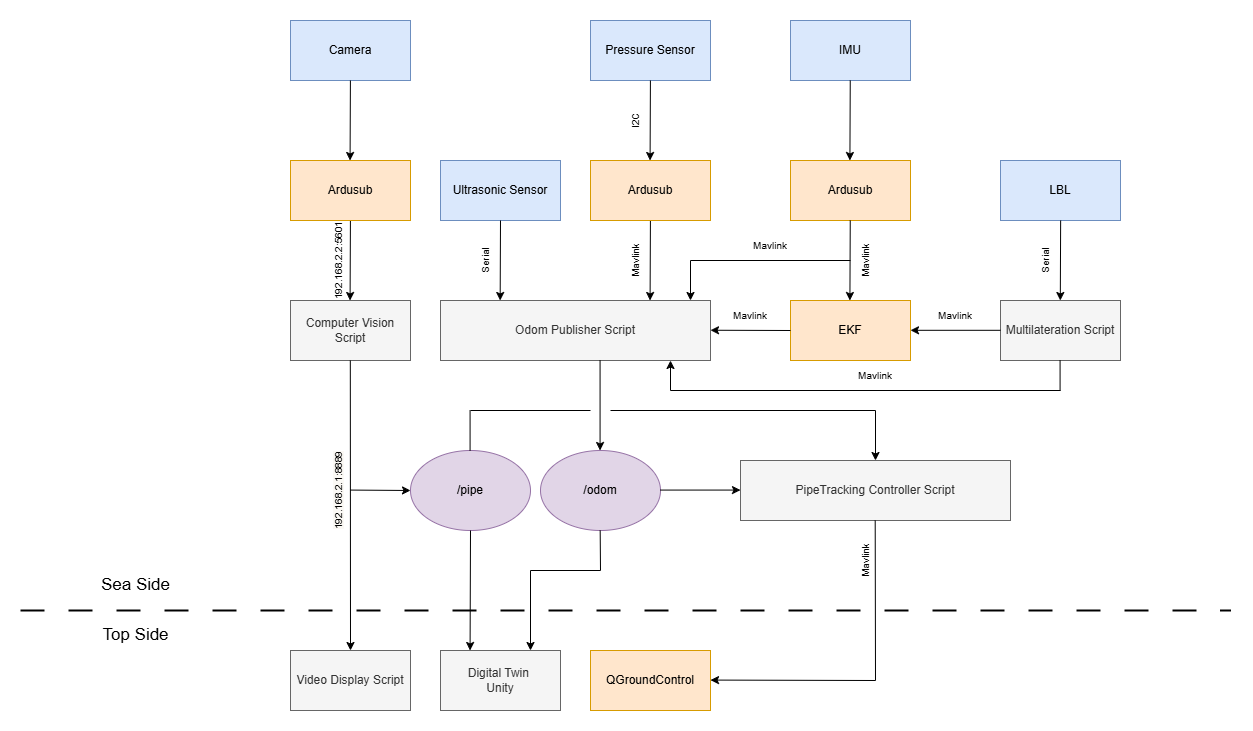 Camera
Pressure Sensor
IMU
I2C
Ardusub
Ultrasonic Sensor
Ardusub
Ardusub
LBL
192.168.2.2:5601
Serial
Mavlink
Mavlink
Mavlink
Serial
Computer Vision
Script
Odom Publisher Script
Mavlink
EKF
Mavlink
Multilateration Script
Mavlink
192.168.2.1:8889
/pipe
/odom
PipeTracking Controller Script
Mavlink
Sea Side
Top Side
Video Display Script
Digital Twin
Unity
QGroundControl